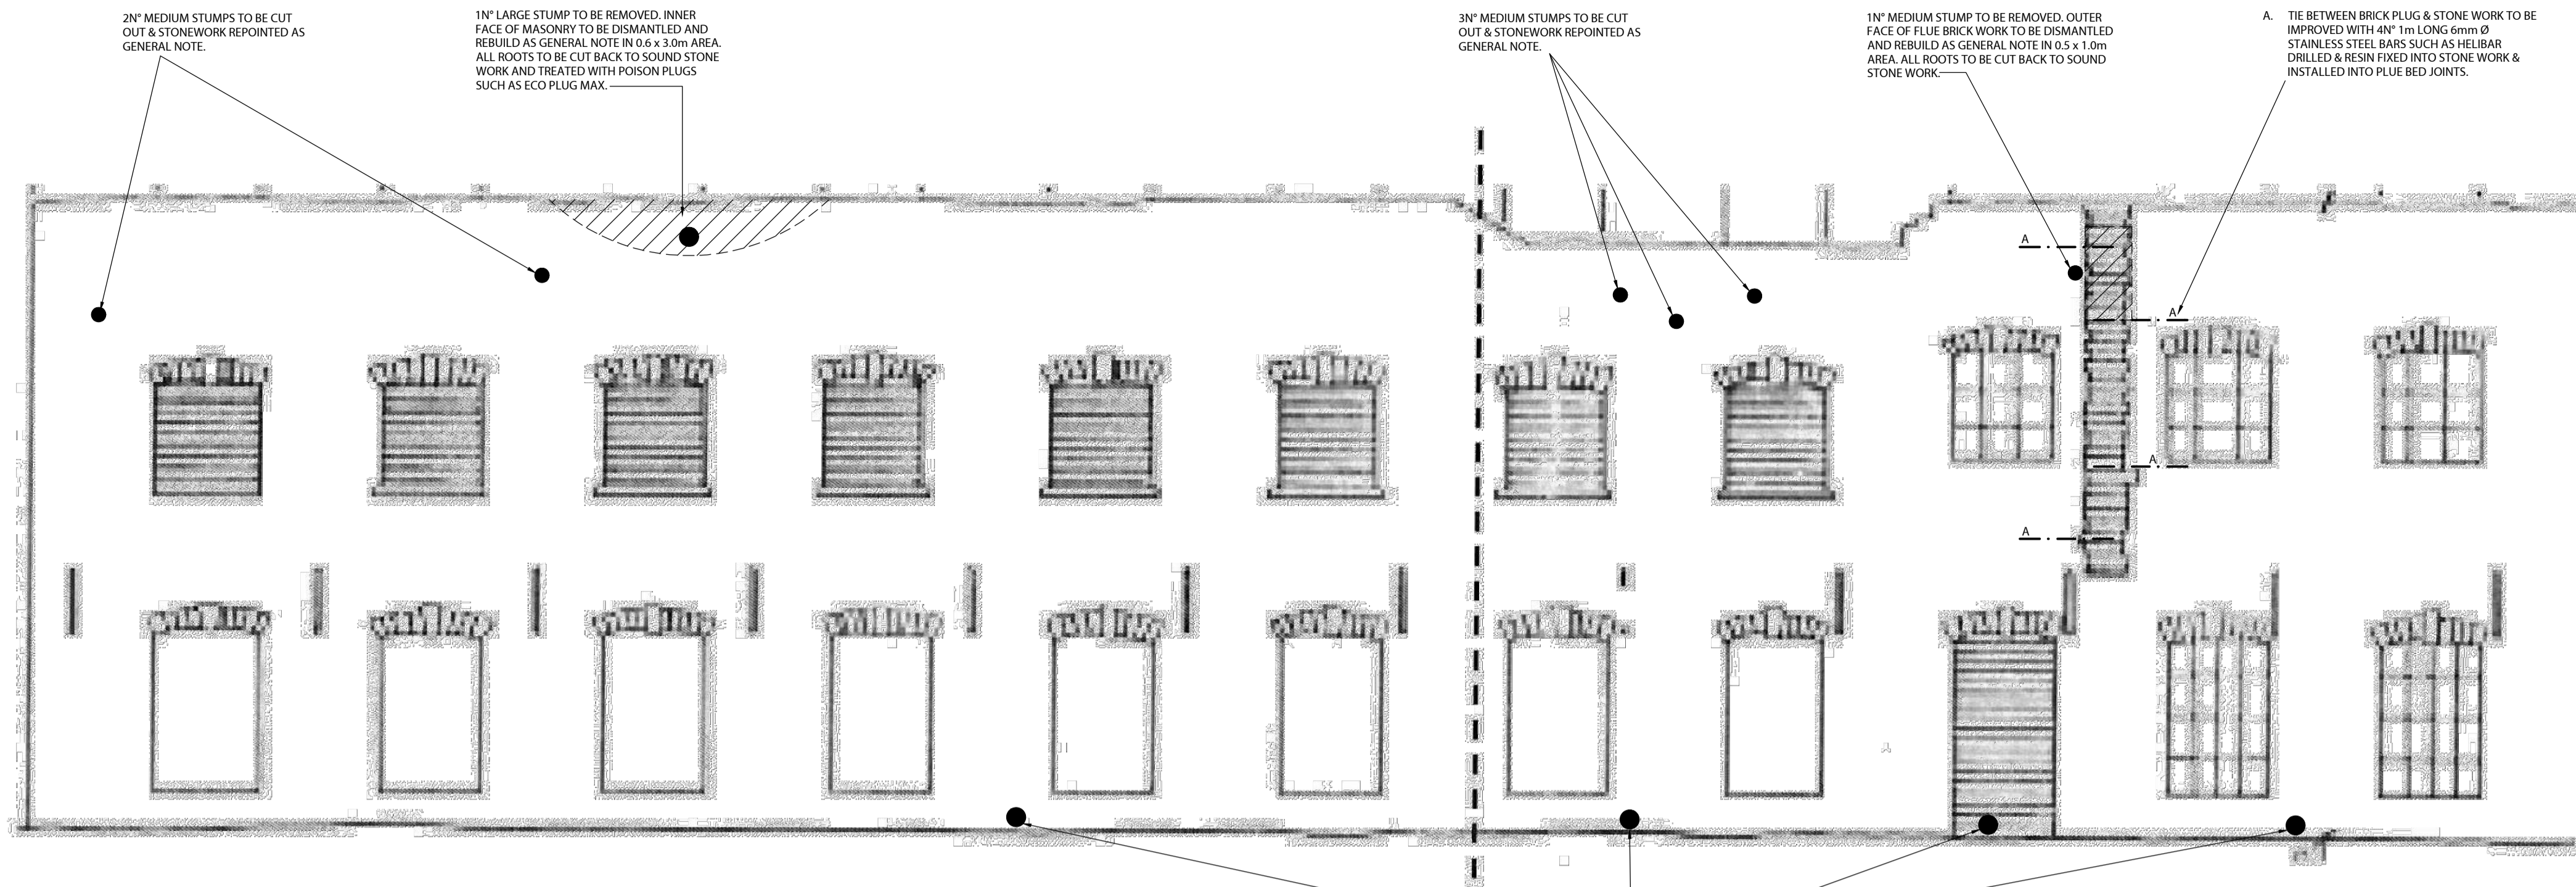 2N° MEDIUM STUMPS TO BE CUT
OUT & STONEWORK REPOINTED AS
GENERAL NOTE.
1N° LARGE STUMP TO BE REMOVED. INNER
FACE OF MASONRY TO BE DISMANTLED AND
REBUILD AS GENERAL NOTE IN 0.6 x 3.0m AREA.
ALL ROOTS TO BE CUT BACK TO SOUND STONE
WORK AND TREATED WITH POISON PLUGS
SUCH AS ECO PLUG MAX.
3N° MEDIUM STUMPS TO BE CUT
OUT & STONEWORK REPOINTED AS
GENERAL NOTE.
1N° MEDIUM STUMP TO BE REMOVED. OUTER
FACE OF FLUE BRICK WORK TO BE DISMANTLED
AND REBUILD AS GENERAL NOTE IN 0.5 x 1.0m
AREA. ALL ROOTS TO BE CUT BACK TO SOUND
STONE WORK.
A. TIE BETWEEN BRICK PLUG & STONE WORK TO BE
IMPROVED WITH 4N° 1m LONG 6mm Ø
STAINLESS STEEL BARS SUCH AS HELIBAR
DRILLED & RESIN FIXED INTO STONE WORK &
INSTALLED INTO PLUE BED JOINTS.
A
A
A
A